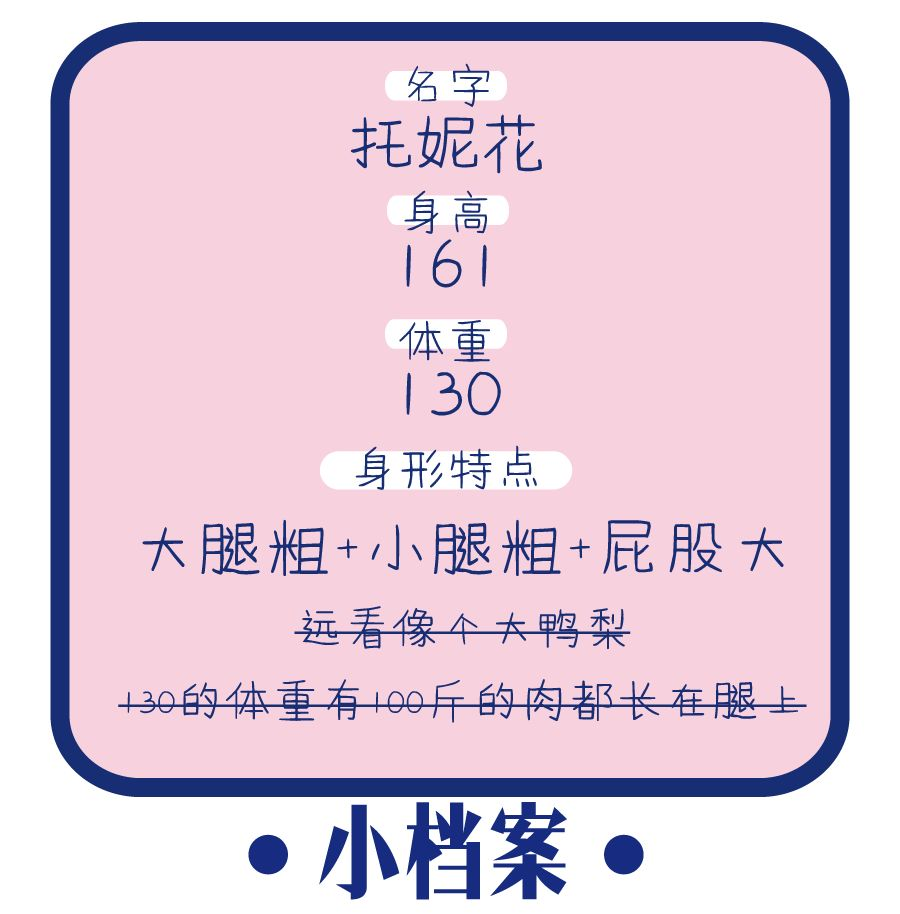 名字
托妮花
身高
161
体重
130
身形特点
大腿粗+小腿粗+屁股大
远看像个大鸭梨
130的体重有100斤的肉都长在腿上
• 小档案 •